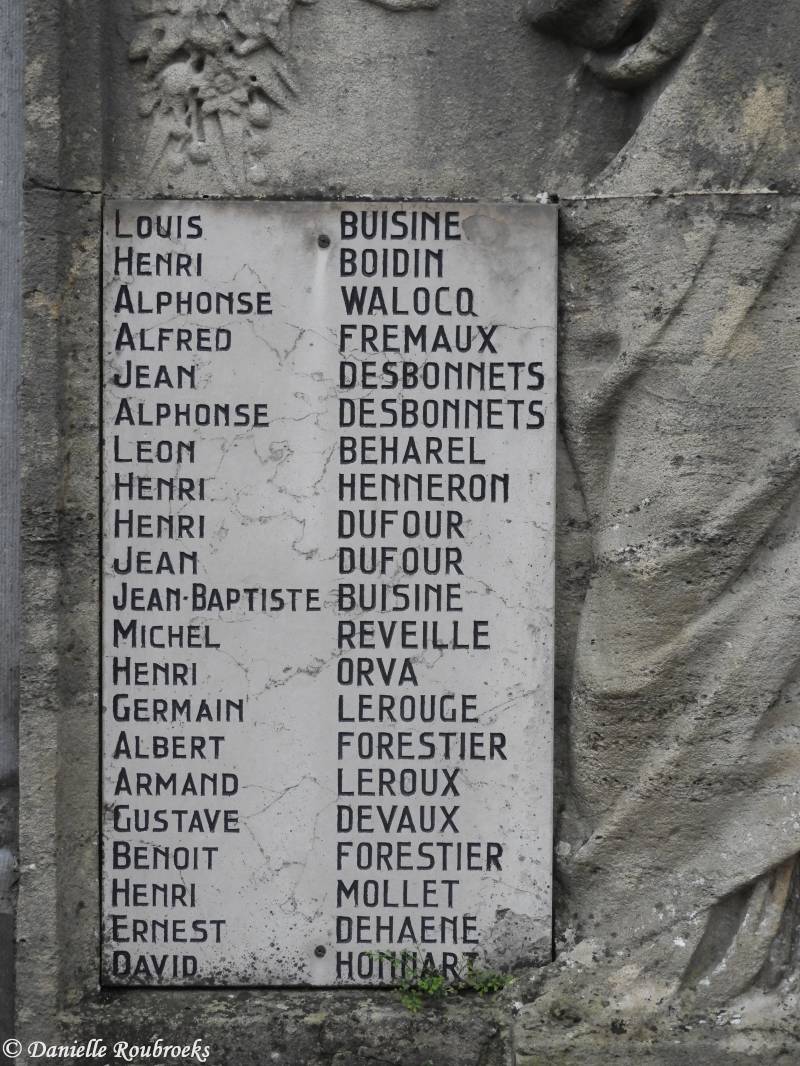 LOUIS BUISINE
HENRI BOIDIN
ALPHONSE WALOCQ
ALFRED FREMAUX
JEAN DESBONNETS
ALPHONSE DESBONNETS
LEON BEHAREL
HENRI HENNERON
HENRI DUFOUR
JEAN DUFOUR
JEAN-BAPTISTE BUISINE
MICHEL REVEILLE
HENRI ORVA
GERMAIN LEROUGE
ALBERT FORESTIER
ARMAND LEROUX
GUSTAVE DEVAUX
BENOIT FORESTIER
HENRI MOLLET
ERNEST DEHAENE
DAVID HONNART
© Danielle Roubroeks